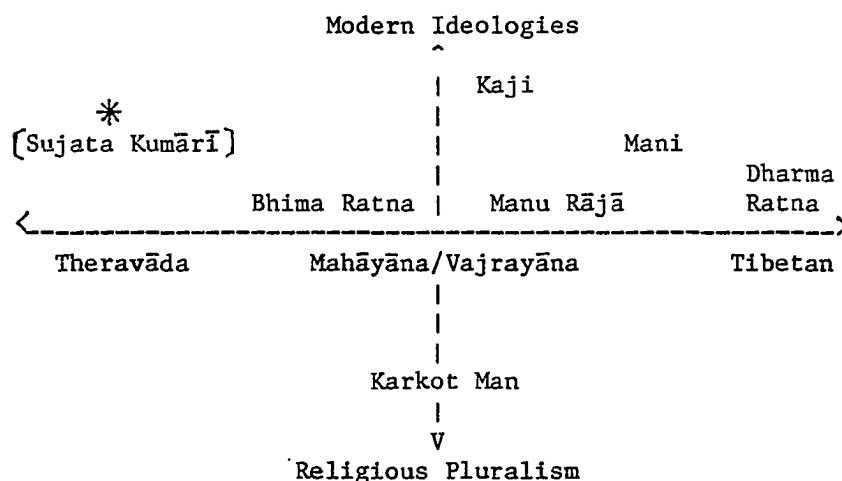 Modern Ideologies
Kaji
*
[Sujata Kumārī]
Mani
Dharma
Bhima Ratna Manu Rājā Ratna
Theravāda Mahāyāna/Vajrayāna Tibetan
Karkot Man
Religious Pluralism